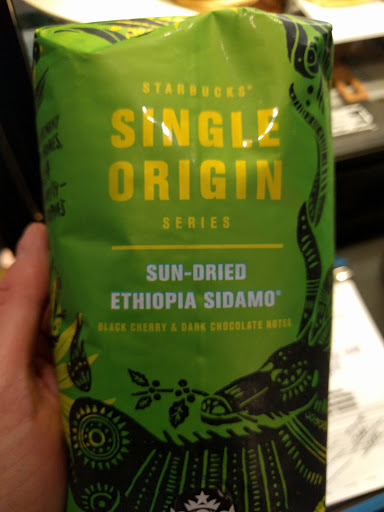 STARBUCKS®
SINGLE
ORIGIN
SERIES
SUN-DRIED
ETHIOPIA SIDAMO®
BLACK CHERRY & DARK CHOCOLATE NOTES